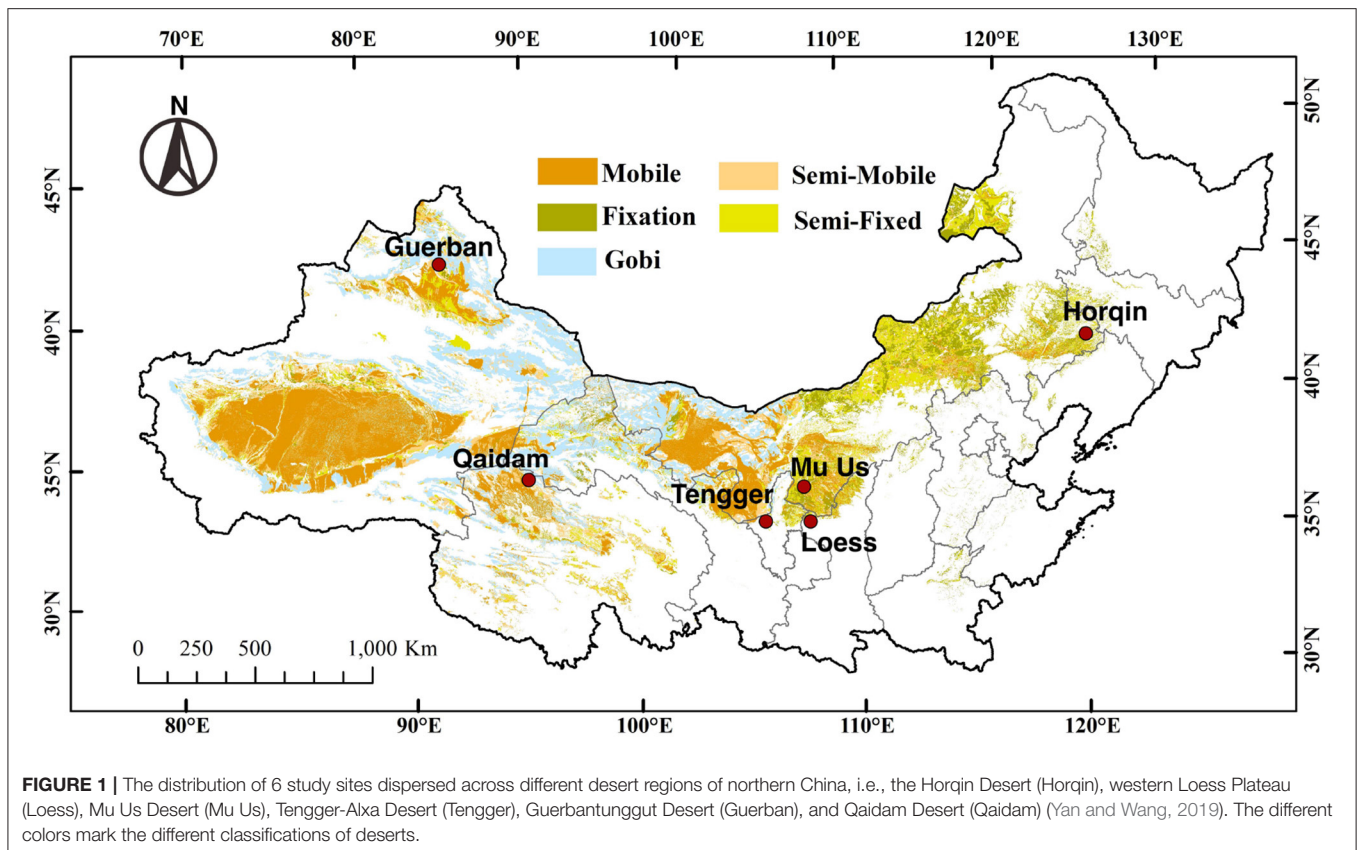 70°E 80°E 90°E 100°E 110°E 120°E 130°E
N
50°N
45°N
45°N
40°N
40°N
35°N
35°N
30°N
30°N
Mobile Semi-Mobile
Fixation Semi-Fixed
Gobi
Guerban
Horqin
Qaidam
Mu Us
Tengger
Loess
0 250 500 1,000 Km
80°E 90°E 100°E 110°E 120°E
FIGURE 1 | The distribution of 6 study sites dispersed across different desert regions of northern China, i.e., the Horqin Desert (Horqin), western Loess Plateau
(Loess), Mu Us Desert (Mu Us), Tengger-Alxa Desert (Tengger), Guerbantunggut Desert (Guerban), and Qaidam Desert (Qaidam) (Yan and Wang, 2019). The different
colors mark the different classifications of deserts.